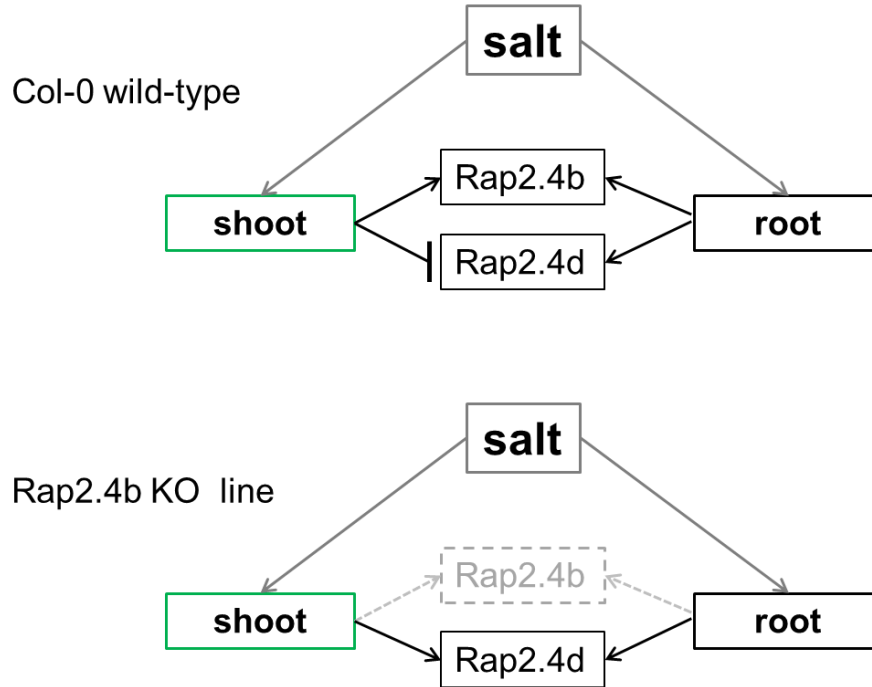 salt
Col-0 wild-type
Rap2.4b
shoot
root
Rap2.4d
salt
Rap2.4b KO line
Rap2.4b
shoot
root
Rap2.4d